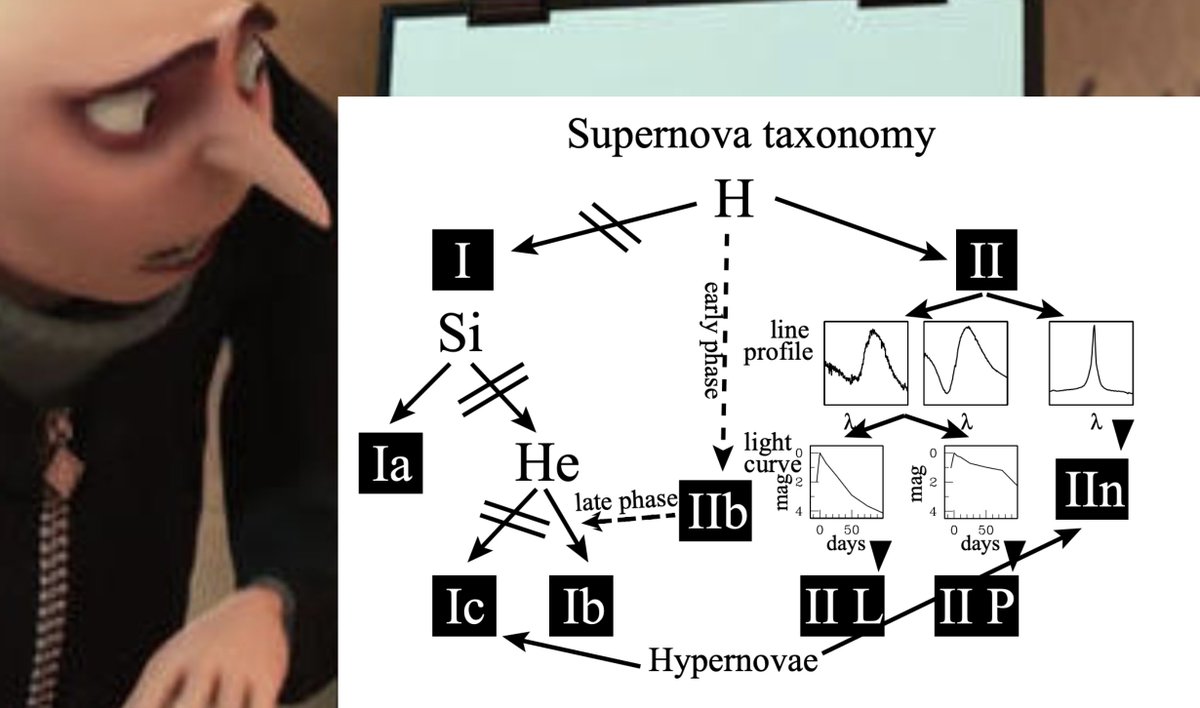 Supernova taxonomy
H
I
II
Si
early phase
line
profile
λ
λ
λ
Ia
He
light
curve
mag
0
2
4
0
50
days
mag
0
2
4
0
50
days
IIn
late phase
IIb
Ic
Ib
II L
II P
Hypernovae